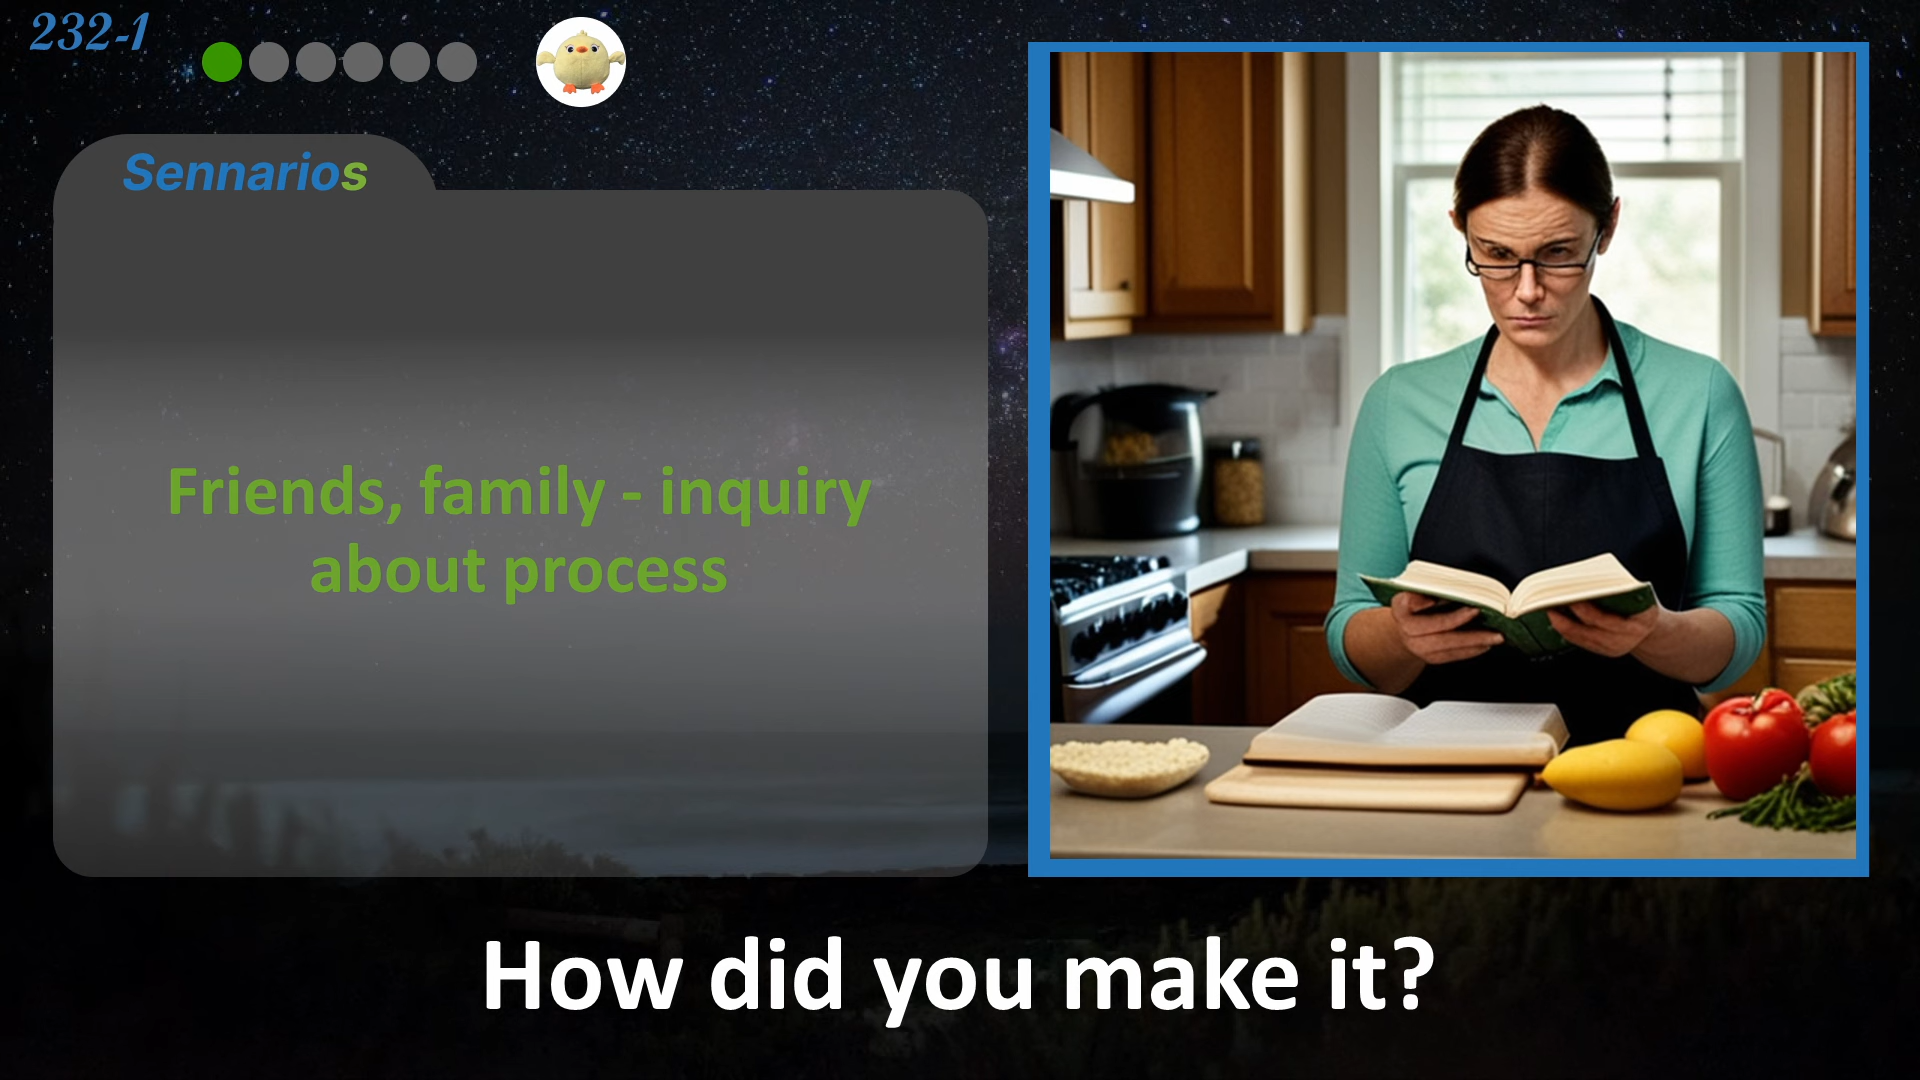 232-1
Sennarios
Friends, family - inquiry
about process
How did you make it?